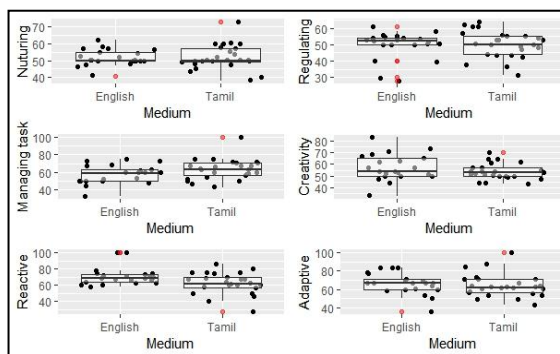 Nuturing
70
60
50
40
English
Tamil
Medium
Regulating
60
50
40
30
English
Tamil
Medium
Managing task
100
80
60
40
English
Tamil
Medium
Creativity
80
70
60
50
40
English
Tamil
Medium
Reactive
100
80
60
40
English
Tamil
Medium
Adaptive
100
80
60
40
English
Tamil
Medium